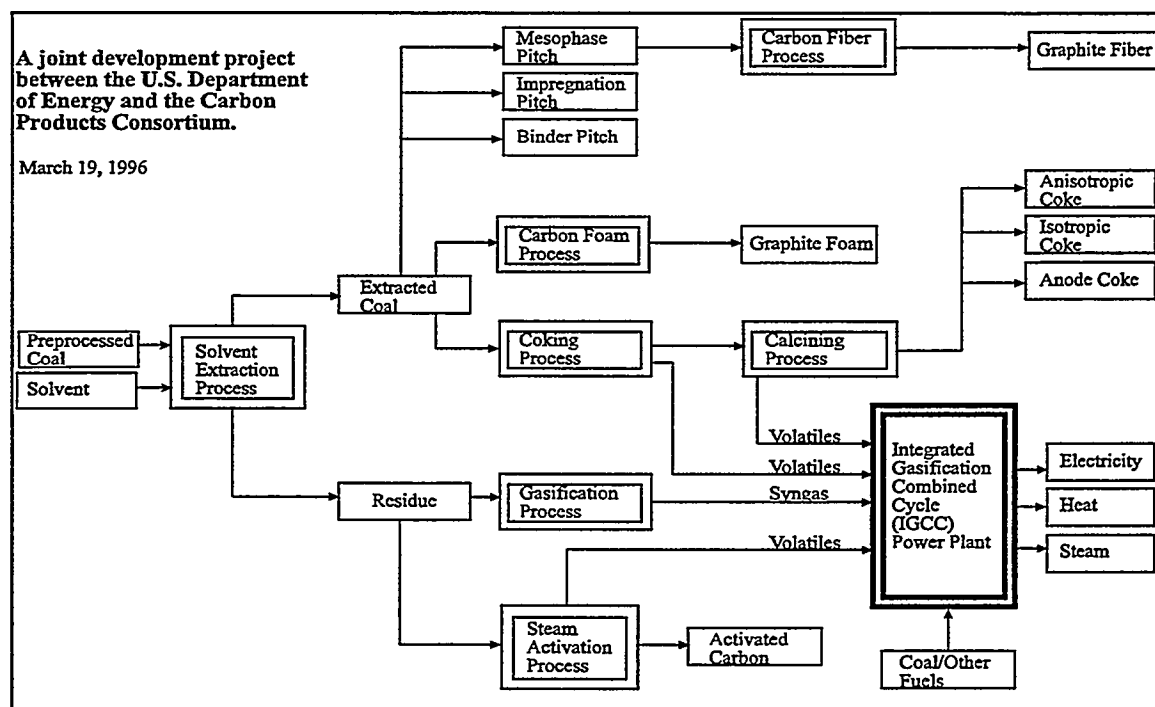 A joint development project
between the U.S. Department
of Energy and the Carbon
Products Consortium.
March 19, 1996
Mesophase
Pitch
Carbon Fiber
Process
Graphite Fiber
Impregnation
Pitch
Binder Pitch
Anisotropic
Coke
Isotropic
Coke
Anode Coke
Carbon Foam
Process
Graphite Foam
Extracted
Coal
Preprocessed
Coal
Solvent
Solvent
Extraction
Process
Coking
Process
Calcining
Process
Volatiles
Volatiles
Syngas
Volatiles
Integrated
Gasification
Combined
Cycle
(IGCC)
Power Plant
Electricity
Heat
Steam
Residue
Gasification
Process
Steam
Activation
Process
Activated
Carbon
Coal/Other
Fuels